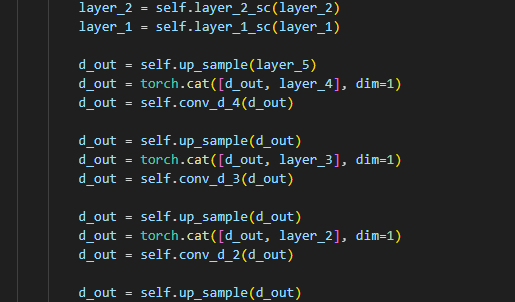 layer_2 = self.layer_2_sc(layer_2)
layer_1 = self.layer_1_sc(layer_1)
d_out = self.up_sample(layer_5)
d_out = torch.cat([d_out, layer_4], dim=1)
d_out = self.conv_d_4(d_out)
d_out = self.up_sample(d_out)
d_out = torch.cat([d_out, layer_3], dim=1)
d_out = self.conv_d_3(d_out)
d_out = self.up_sample(d_out)
d_out = torch.cat([d_out, layer_2], dim=1)
d_out = self.conv_d_2(d_out)
d_out = self.up_sample(d_out)